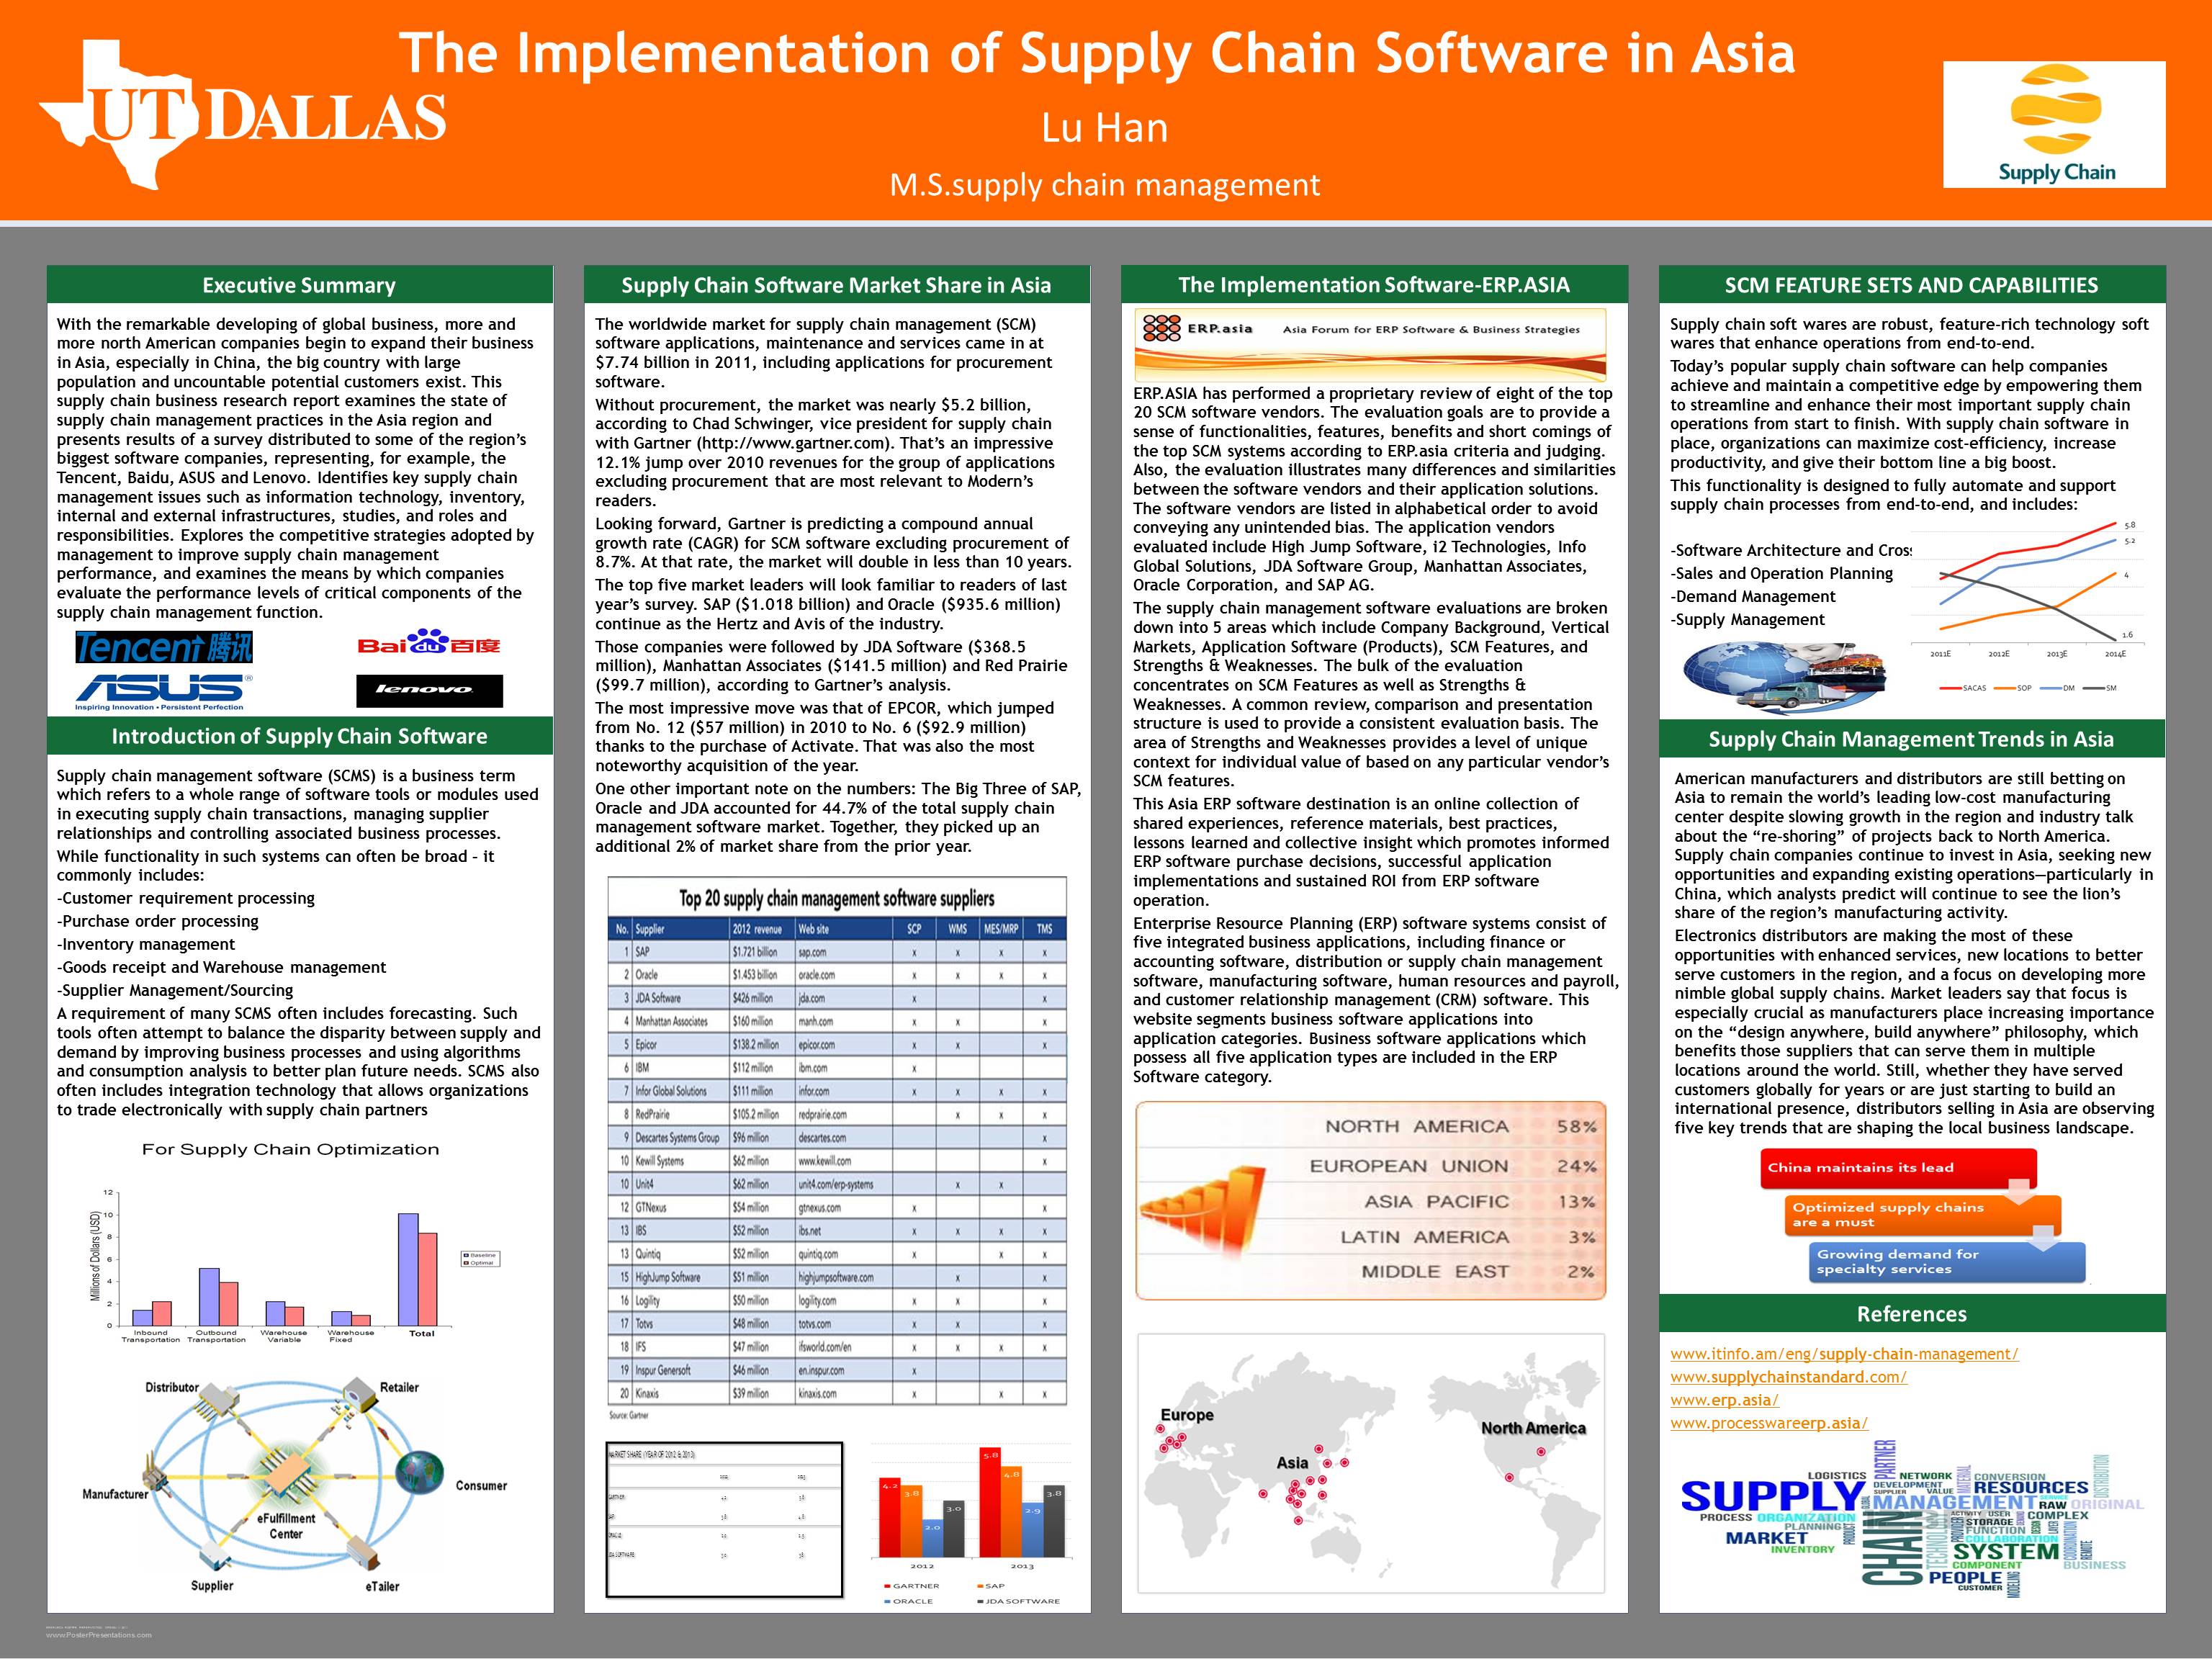 The Implementation of Supply Chain Software in Asia
UT DALLAS
Lu Han
M.S.supply chain management
Supply Chain
Executive Summary
With the remarkable developing of global business, more and
more north American companies begin to expand their business
in Asia, especially in China, the big country with large
population and uncountable potential customers exist. This
supply chain business research report examines the state of
supply chain management practices in the Asia region and
presents results of a survey distributed to some of the region's
biggest software companies, representing, for example, the
Tencent, Baidu, ASUS and Lenovo. Identifies key supply chain
management issues such as information technology, inventory,
internal and external infrastructures, studies, and roles and
responsibilities. Explores the competitive strategies adopted by
management to improve supply chain management
performance, and examines the means by which companies
evaluate the performance levels of critical components of the
supply chain management function.
Tencent 腾讯
Baidu 百度
ASUS®
Inspiring Innovation • Persistent Perfection
lenovo
Introduction of Supply Chain Software
Supply chain management software (SCMS) is a business term
which refers to a whole range of software tools or modules used
in executing supply chain transactions, managing supplier
relationships and controlling associated business processes.
While functionality in such systems can often be broad - it
commonly includes:
-Customer requirement processing
-Purchase order processing
-Inventory management
-Goods receipt and Warehouse management
-Supplier Management/Sourcing
A requirement of many SCMS often includes forecasting. Such
tools often attempt to balance the disparity between supply and
demand by improving business processes and using algorithms
and consumption analysis to better plan future needs. SCMS also
often includes integration technology that allows organizations
to trade electronically with supply chain partners
For Supply Chain Optimization
Millions of Dollars (USD)
12
10
8
6
4
2
0
Baseline
Optimal
Inbound Transportation
Outbound Transportation
Warehouse Variable
Warehouse Fixed
Total
Distributor
Retailer
Manufacturer
Consumer
eFulfillment
Center
Supplier
eTailer
Supply Chain Software Market Share in Asia
The worldwide market for supply chain management (SCM)
software applications, maintenance and services came in at
$7.74 billion in 2011, including applications for procurement
software.
Without procurement, the market was nearly $5.2 billion,
according to Chad Schwinger, vice president for supply chain
with Gartner (http://www.gartner.com). That's an impressive
12.1% jump over 2010 revenues for the group of applications
excluding procurement that are most relevant to Modern's
readers.
Looking forward, Gartner is predicting a compound annual
growth rate (CAGR) for SCM software excluding procurement of
8.7%. At that rate, the market will double in less than 10 years.
The top five market leaders will look familiar to readers of last
year's survey. SAP ($1.018 billion) and Oracle ($935.6 million)
continue as the Hertz and Avis of the industry.
Those companies were followed by JDA Software ($368.5
million), Manhattan Associates ($141.5 million) and Red Prairie
($99.7 million), according to Gartner's analysis.
The most impressive move was that of EPCOR, which jumped
from No. 12 ($57 million) in 2010 to No. 6 ($92.9 million)
thanks to the purchase of Activate. That was also the most
noteworthy acquisition of the year.
One other important note on the numbers: The Big Three of SAP,
Oracle and JDA accounted for 44.7% of the total supply chain
management software market. Together, they picked up an
additional 2% of market share from the prior year.
Top 20 supply chain management software suppliers
No. Supplier 2012 revenue Web site SCP WMS MES/MRP TMS
1 SAP $1.721 billion sap.com x x x x
2 Oracle $1.453 billion oracle.com x x x x
3 JDA Software $426 million jda.com x x
4 Manhattan Associates $160 million manh.com x x x
5 Epicor $138.2 million epicor.com x x x
6 IBM $112 million ibm.com x
7 Infor Global Solutions $111 million infor.com x x x x
8 RedPrairie $105.2 million redprairie.com x x x
9 Descartes Systems Group $96 million descartes.com x
10 Kewill Systems $62 million www.kewill.com x
10 Unit4 $62 million unit4.com/erp-systems x x
12 GTNexus $54 million gtnexus.com x x
13 IBS $52 million ibs.net x x x x
13 Quintiq $52 million quintiq.com x x x
15 HighJump Software $51 million highjumpsoftware.com x x
16 Logility $50 million logility.com x x x
17 Totvs $48 million totvs.com x x x
18 IFS $47 million ifsworld.com/en x x x x
19 Inspur Genersoft $46 million en.inspur.com x
20 Kinaxis $39 million kinaxis.com x x x
Source: Gartner
MARKET SHARE (YEAR OF 2012 & 2013)
4.2
3.8
2.0
3.0
5.8
4.8
2.9
3.8
2012
2013
GARTNER
SAP
ORACLE
JDA SOFTWARE
The Implementation Software-ERP.ASIA
ERP.asia Asia Forum for ERP Software & Business Strategies
ERP.ASIA has performed a proprietary review of eight of the top
20 SCM software vendors. The evaluation goals are to provide a
sense of functionalities, features, benefits and short comings of
the top SCM systems according to ERP.asia criteria and judging.
Also, the evaluation illustrates many differences and similarities
between the software vendors and their application solutions.
The software vendors are listed in alphabetical order to avoid
conveying any unintended bias. The application vendors
evaluated include High Jump Software, i2 Technologies, Info
Global Solutions, JDA Software Group, Manhattan Associates,
Oracle Corporation, and SAP AG.
The supply chain management software evaluations are broken
down into 5 areas which include Company Background, Vertical
Markets, Application Software (Products), SCM Features, and
Strengths & Weaknesses. The bulk of the evaluation
concentrates on SCM Features as well as Strengths &
Weaknesses. A common review, comparison and presentation
structure is used to provide a consistent evaluation basis. The
area of Strengths and Weaknesses provides a level of unique
context for individual value of based on any particular vendor's
SCM features.
This Asia ERP software destination is an online collection of
shared experiences, reference materials, best practices,
lessons learned and collective insight which promotes informed
ERP software purchase decisions, successful application
implementations and sustained ROI from ERP software
operation.
Enterprise Resource Planning (ERP) software systems consist of
five integrated business applications, including finance or
accounting software, distribution or supply chain management
software, manufacturing software, human resources and payroll,
and customer relationship management (CRM) software. This
website segments business software applications into
application categories. Business software applications which
possess all five application types are included in the ERP
Software category.
NORTH AMERICA 58%
EUROPEAN UNION 24%
ASIA PACIFIC 13%
LATIN AMERICA 3%
MIDDLE EAST 2%
Europe
Asia
North America
SCM FEATURE SETS AND CAPABILITIES
Supply chain soft wares are robust, feature-rich technology soft
wares that enhance operations from end-to-end.
Today's popular supply chain software can help companies
achieve and maintain a competitive edge by empowering them
to streamline and enhance their most important supply chain
operations from start to finish. With supply chain software in
place, organizations can maximize cost-efficiency, increase
productivity, and give their bottom line a big boost.
This functionality is designed to fully automate and support
supply chain processes from end-to-end, and includes:
-Software Architecture and Cros
-Sales and Operation Planning
-Demand Management
-Supply Management
5.8
5.2
4
1.6
2011E 2012E 2013E 2014E
SACAS SOP DM SM
Supply Chain Management Trends in Asia
American manufacturers and distributors are still betting on
Asia to remain the world's leading low-cost manufacturing
center despite slowing growth in the region and industry talk
about the "re-shoring" of projects back to North America.
Supply chain companies continue to invest in Asia, seeking new
opportunities and expanding existing operations—particularly in
China, which analysts predict will continue to see the lion's
share of the region's manufacturing activity.
Electronics distributors are making the most of these
opportunities with enhanced services, new locations to better
serve customers in the region, and a focus on developing more
nimble global supply chains. Market leaders say that focus is
especially crucial as manufacturers place increasing importance
on the "design anywhere, build anywhere" philosophy, which
benefits those suppliers that can serve them in multiple
locations around the world. Still, whether they have served
customers globally for years or are just starting to build an
international presence, distributors selling in Asia are observing
five key trends that are shaping the local business landscape.
China maintains its lead
Optimized supply chains
are a must
Growing demand for
specialty services
References
www.itinfo.am/eng/supply-chain-management/
www.supplychainstandard.com/
www.erp.asia/
www.processwareerp.asia/
LOGISTICS
PARTNER
NETWORK
DEVELOPMENT
SUPPLIER
VALUE
MATERIAL
CONVERSION
RESOURCES
DISTRIBUTION
SUPPLY
MANAGEMENT
RAW
ORIGINAL
PROCESS
ORGANIZATION
PLANNING
PRODUCT
ACTIVITY
USER
COMPLEX
STORAGE
FUNCTION
MARKET
INVENTORY
CHAIN
TECHNOLOGY
COLLABORATION
SYSTEM
COORDINATION
REMOTE
COMPONENT
BUSINESS
PEOPLE
CUSTOMER
MODELING
www.PosterPresentations.com